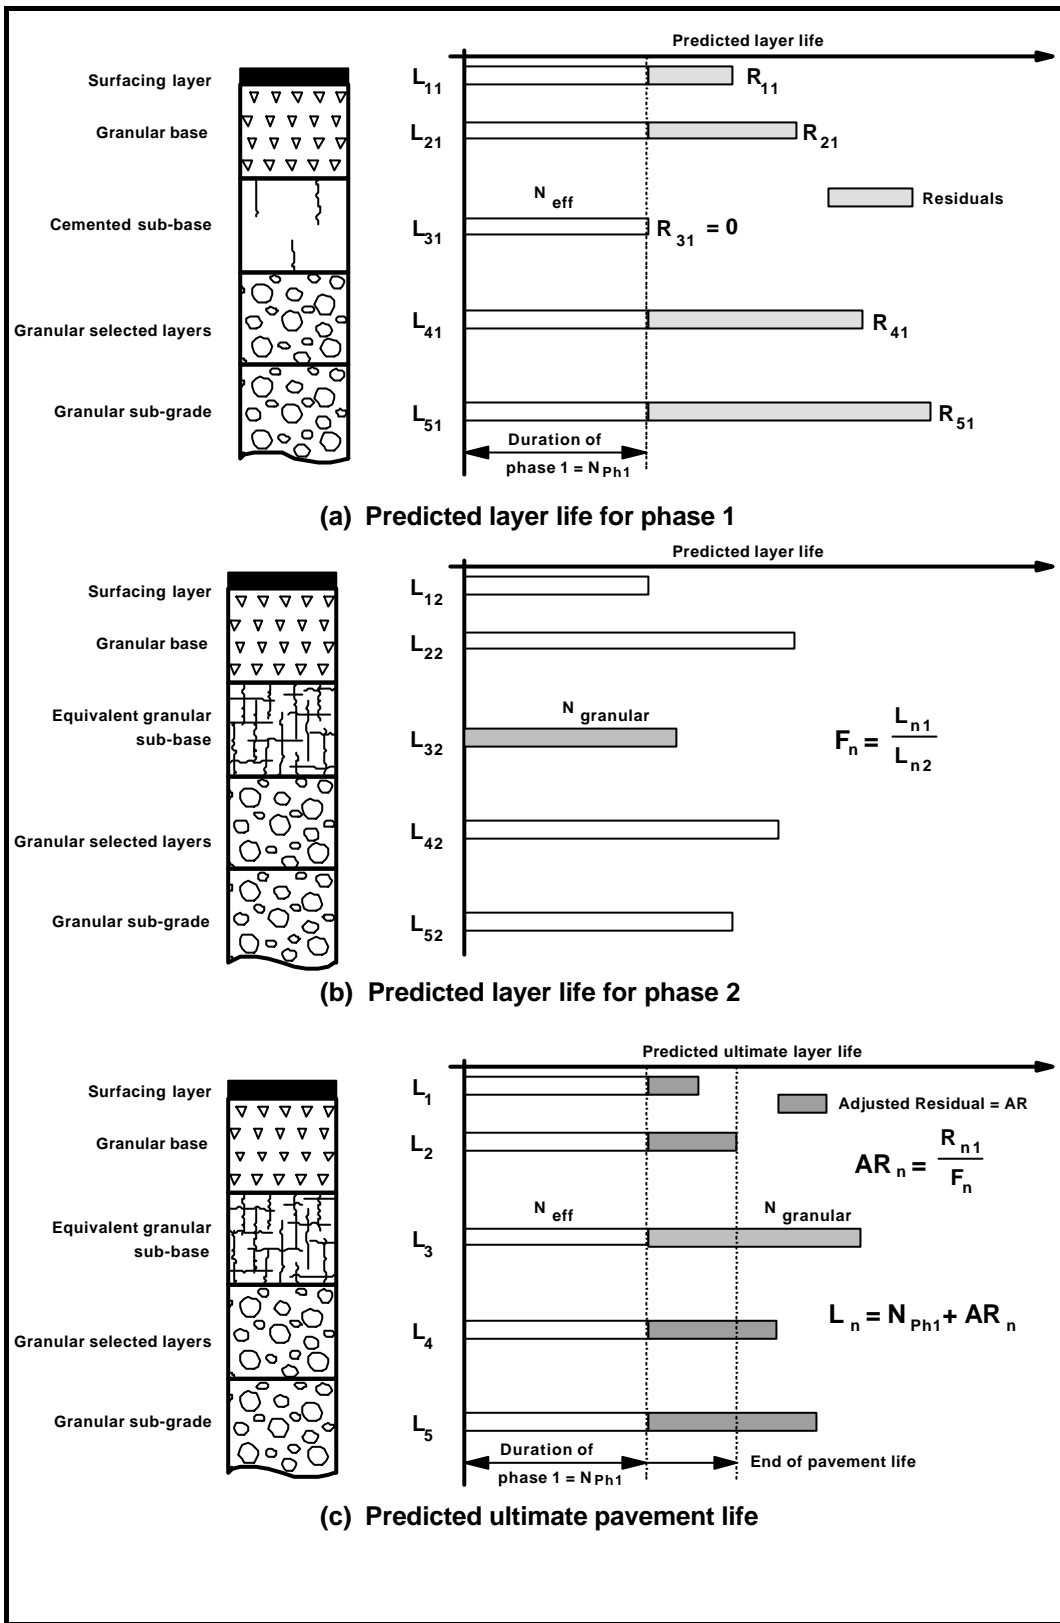 Predicted layer life
Surfacing layer
L11
R11
Granular base
L21
R21
N eff
Residuals
Cemented sub-base
L31
R31 = 0
Granular selected layers
L41
R41
Granular sub-grade
L51
R51
Duration of
phase 1 = NPh1
(a) Predicted layer life for phase 1
Predicted layer life
Surfacing layer
L12
Granular base
L22
Equivalent granular
sub-base
N granular
L32
Fn = Ln1 / Ln2
Granular selected layers
L42
Granular sub-grade
L52
(b) Predicted layer life for phase 2
Predicted ultimate layer life
Surfacing layer
L1
Adjusted Residual = AR
Granular base
L2
ARn = Rn1 / Fn
Equivalent granular
sub-base
N eff
N granular
L3
Granular selected layers
L4
Ln = NPh1 + ARn
Granular sub-grade
L5
Duration of
phase 1 = NPh1
End of pavement life
(c) Predicted ultimate pavement life